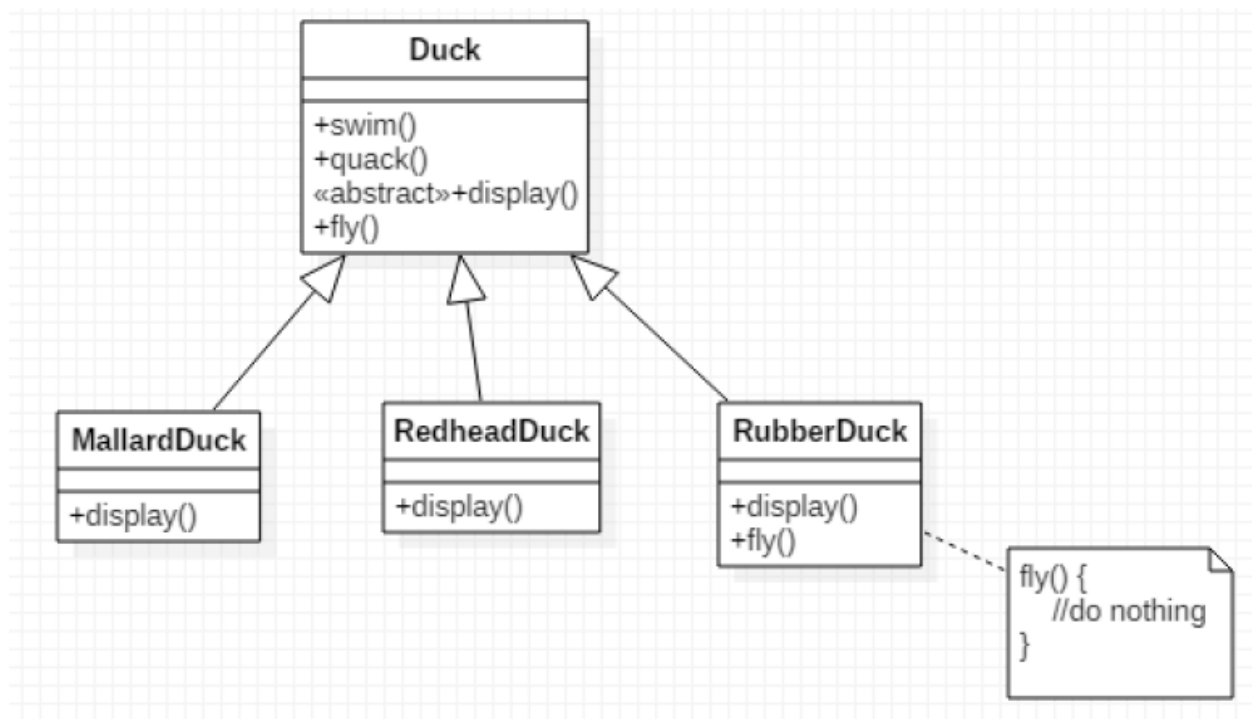 Duck
+swim()
+quack()
«abstract»+display()
+fly()
MallardDuck
+display()
RedheadDuck
+display()
RubberDuck
+display()
+fly()
fly() {
//do nothing
}